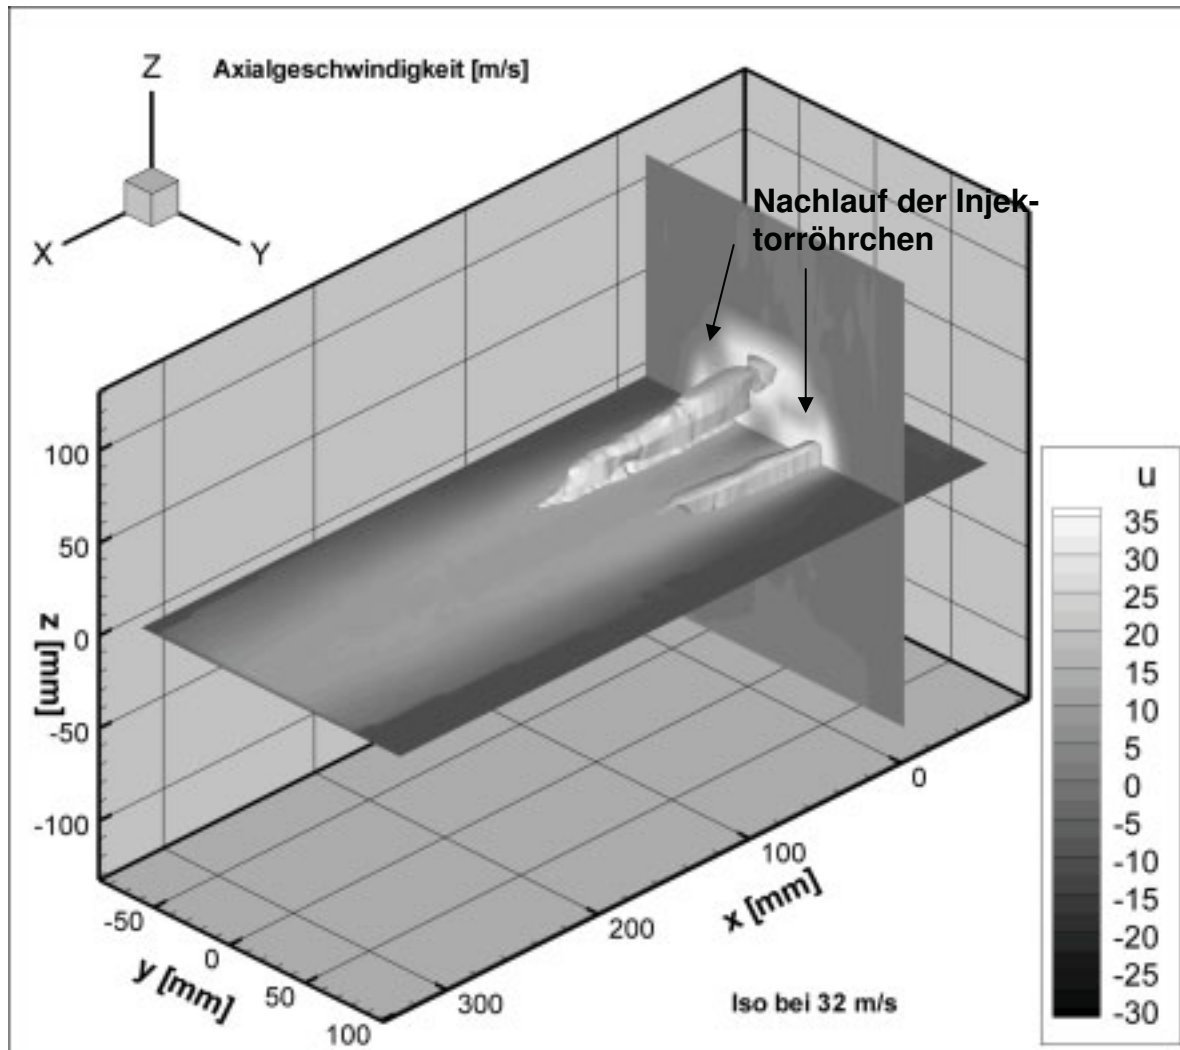 Axialgeschwindigkeit [m/s]
Z
X
Y
Nachlauf der Injek-
torröhrchen
100
50
0
-50
-100
z [mm]
-50
0
50
100
y [mm]
300
200
100
0
x [mm]
Iso bei 32 m/s
u
35
30
25
20
15
10
5
0
-5
-10
-15
-20
-25
-30